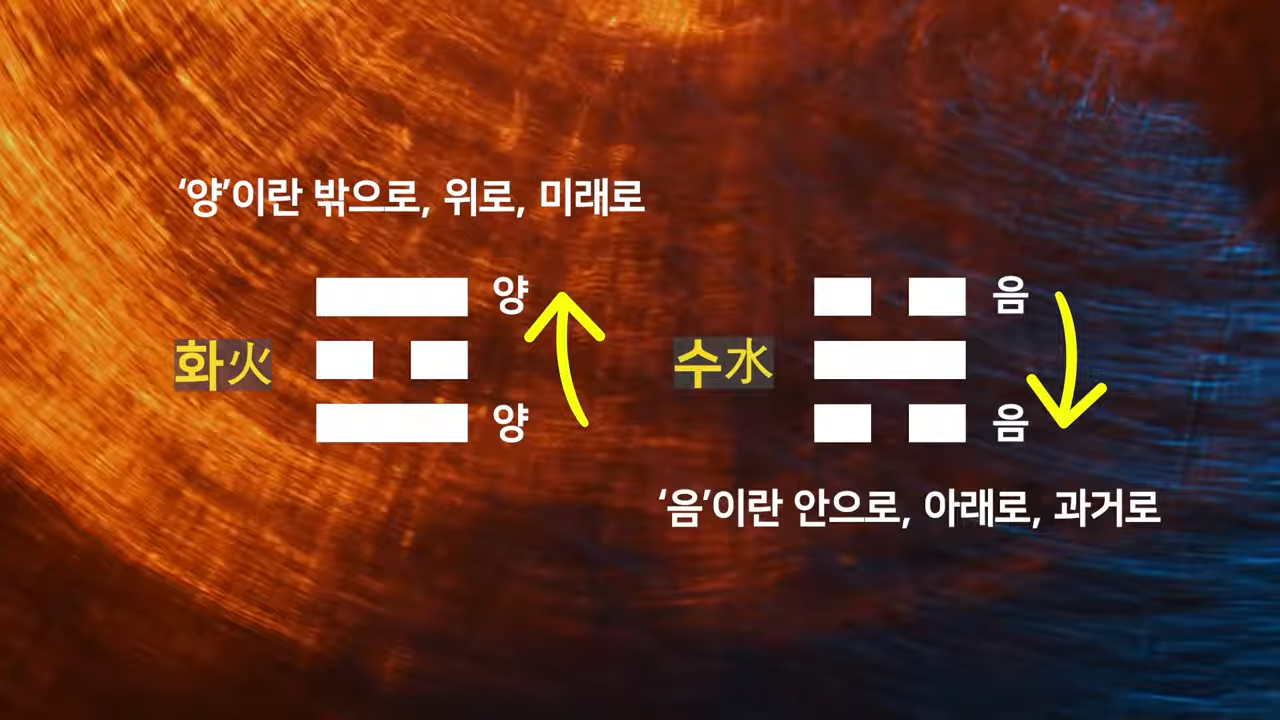 ‘양’이란 밖으로, 위로, 미래로
양
음
화火
수水
양
음
‘음’이란 안으로, 아래로, 과거로